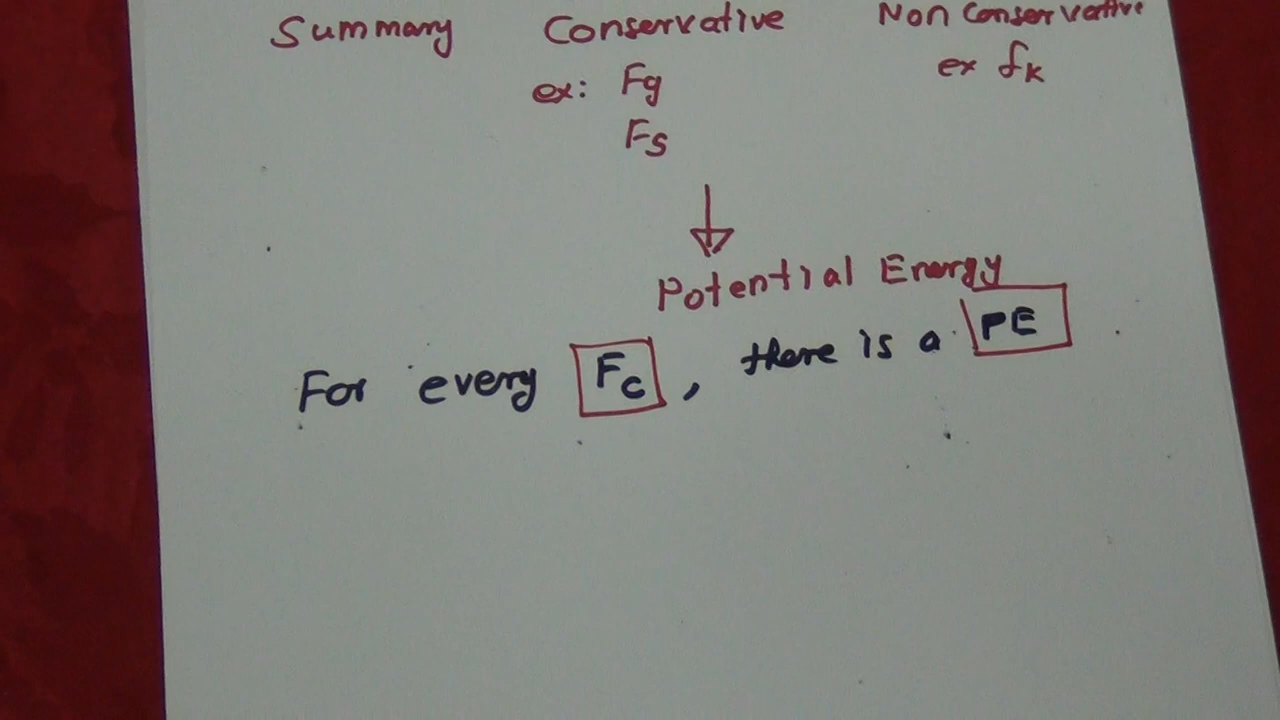 Summary Conservative Non Conservative
ex: Fg ex fk
Fs
Potential Energy
For every Fc, there is a PE